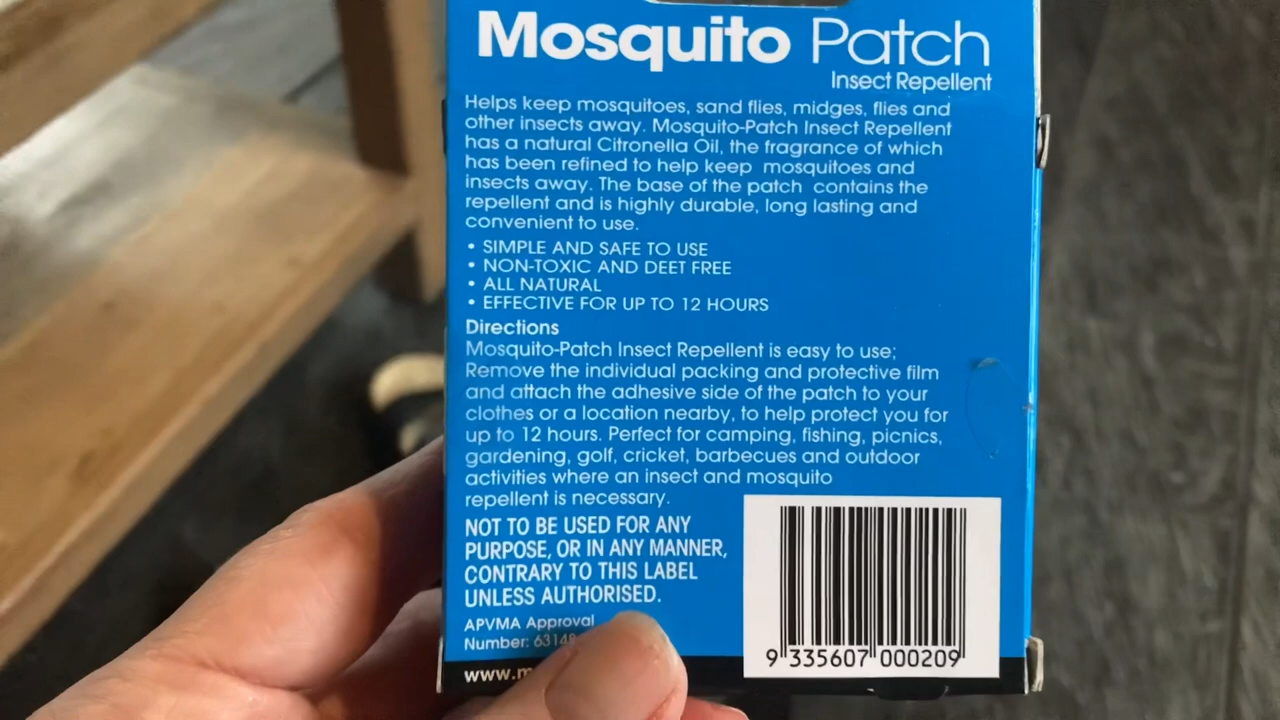 Mosquito Patch
Insect Repellent
Helps keep mosquitoes, sand flies, midges, flies and
other insects away. Mosquito-Patch Insect Repellent
has a natural Citronella Oil, the fragrance of which
has been refined to help keep mosquitoes and
insects away. The base of the patch contains the
repellent and is highly durable, long lasting and
convenient to use.
• SIMPLE AND SAFE TO USE
• NON-TOXIC AND DEET FREE
• ALL NATURAL
• EFFECTIVE FOR UP TO 12 HOURS
Directions
Mosquito-Patch Insect Repellent is easy to use;
Remove the individual packing and protective film
and attach the adhesive side of the patch to your
clothes or a location nearby, to help protect you for
up to 12 hours. Perfect for camping, fishing, picnics,
gardening, golf, cricket, barbecues and outdoor
activities where an insect and mosquito
repellent is necessary.
NOT TO BE USED FOR ANY
PURPOSE, OR IN ANY MANNER,
CONTRARY TO THIS LABEL
UNLESS AUTHORISED.
APVMA Approval
Number:
9 335607 000209